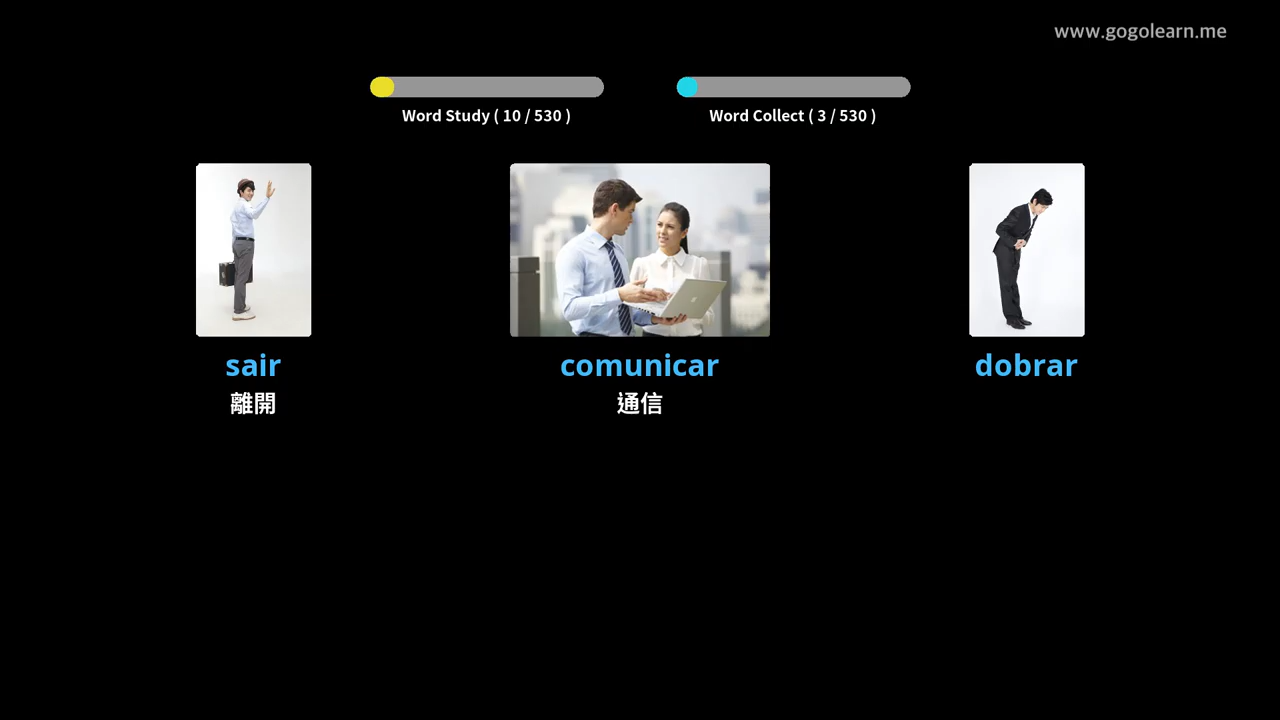 www.gogolearn.me
Word Study ( 10 / 530 )
Word Collect ( 3 / 530 )
sair
離開
comunicar
通信
dobrar